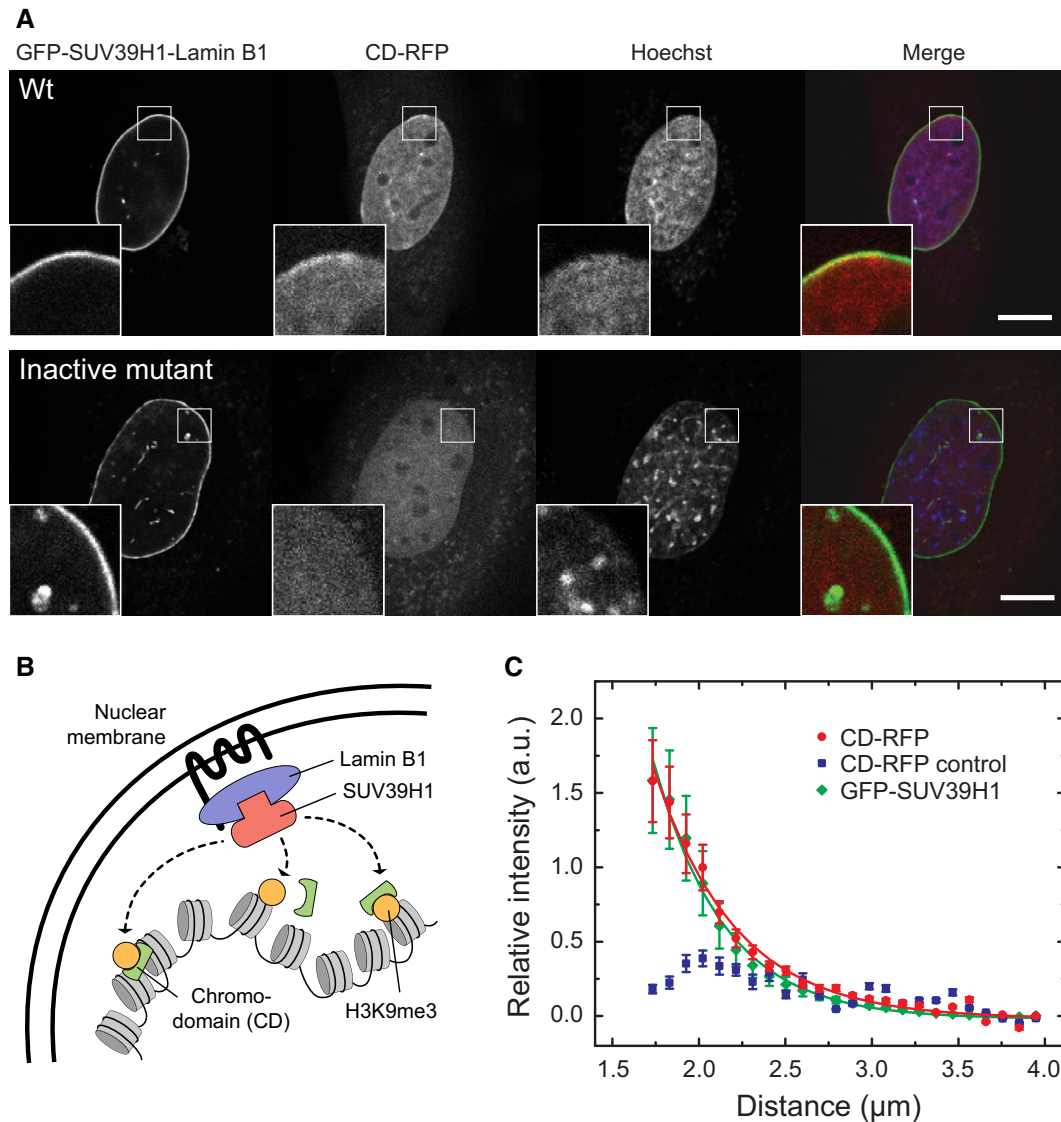 A
GFP-SUV39H1-Lamin B1 CD-RFP Hoechst Merge
Wt
Inactive mutant
B
Nuclear
membrane
Lamin B1
SUV39H1
Chromo-
domain (CD)
H3K9me3
C
Relative intensity (a.u.)
2.0
1.5
1.0
0.5
0.0
CD-RFP
CD-RFP control
GFP-SUV39H1
1.5 2.0 2.5 3.0 3.5 4.0
Distance (μm)